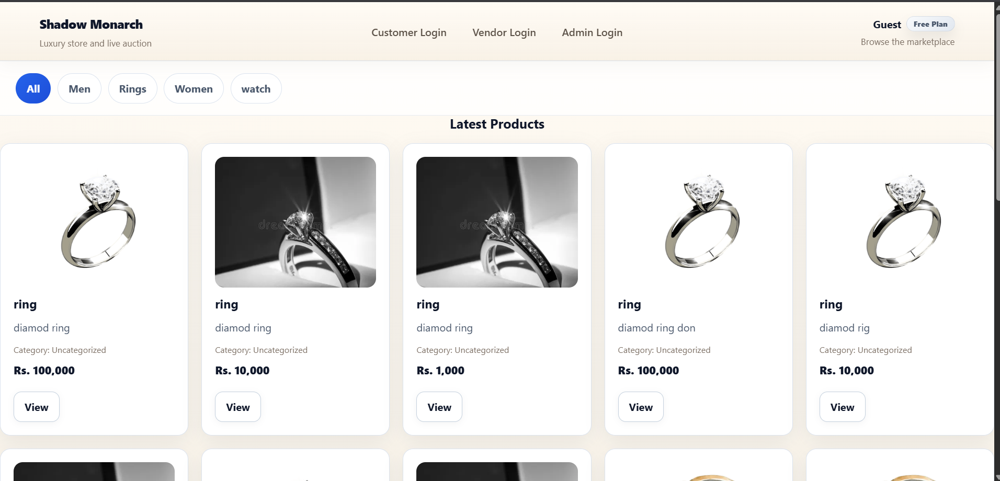 Shadow Monarch
Luxury store and live auction
Customer Login Vendor Login Admin Login
Guest Free Plan
Browse the marketplace
All Men Rings Women watch
Latest Products
ring
diamod ring
Category: Uncategorized
Rs. 100,000
View
ring
diamod ring
Category: Uncategorized
Rs. 10,000
View
ring
diamod ring
Category: Uncategorized
Rs. 1,000
View
ring
diamod ring don
Category: Uncategorized
Rs. 100,000
View
ring
diamod rig
Category: Uncategorized
Rs. 10,000
View